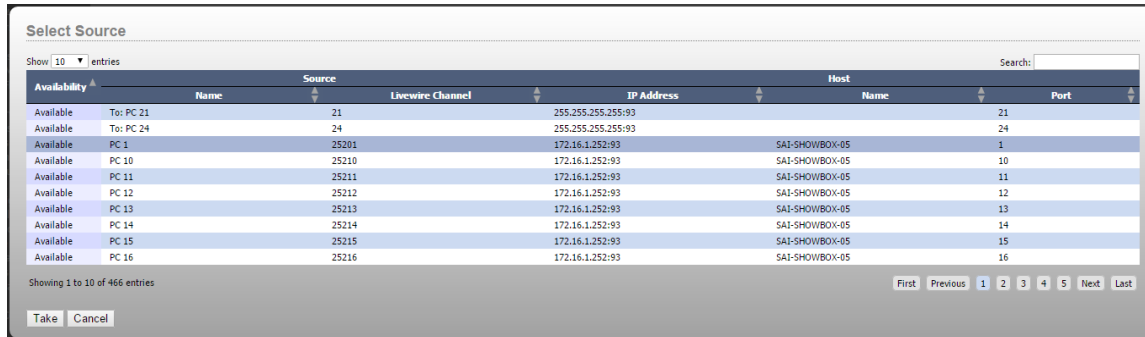 Select Source
Show 10 entries Search:
Availability Source Host
Name Livewire Channel IP Address Name Port
Available To: PC 21 21 255.255.255.255:93 21
Available To: PC 24 24 255.255.255.255:93 24
Available PC 1 25201 172.16.1.252:93 SAI-SHOWBOX-05 1
Available PC 10 25210 172.16.1.252:93 SAI-SHOWBOX-05 10
Available PC 11 25211 172.16.1.252:93 SAI-SHOWBOX-05 11
Available PC 12 25212 172.16.1.252:93 SAI-SHOWBOX-05 12
Available PC 13 25213 172.16.1.252:93 SAI-SHOWBOX-05 13
Available PC 14 25214 172.16.1.252:93 SAI-SHOWBOX-05 14
Available PC 15 25215 172.16.1.252:93 SAI-SHOWBOX-05 15
Available PC 16 25216 172.16.1.252:93 SAI-SHOWBOX-05 16
Showing 1 to 10 of 466 entries First Previous 1 2 3 4 5 Next Last
Take Cancel